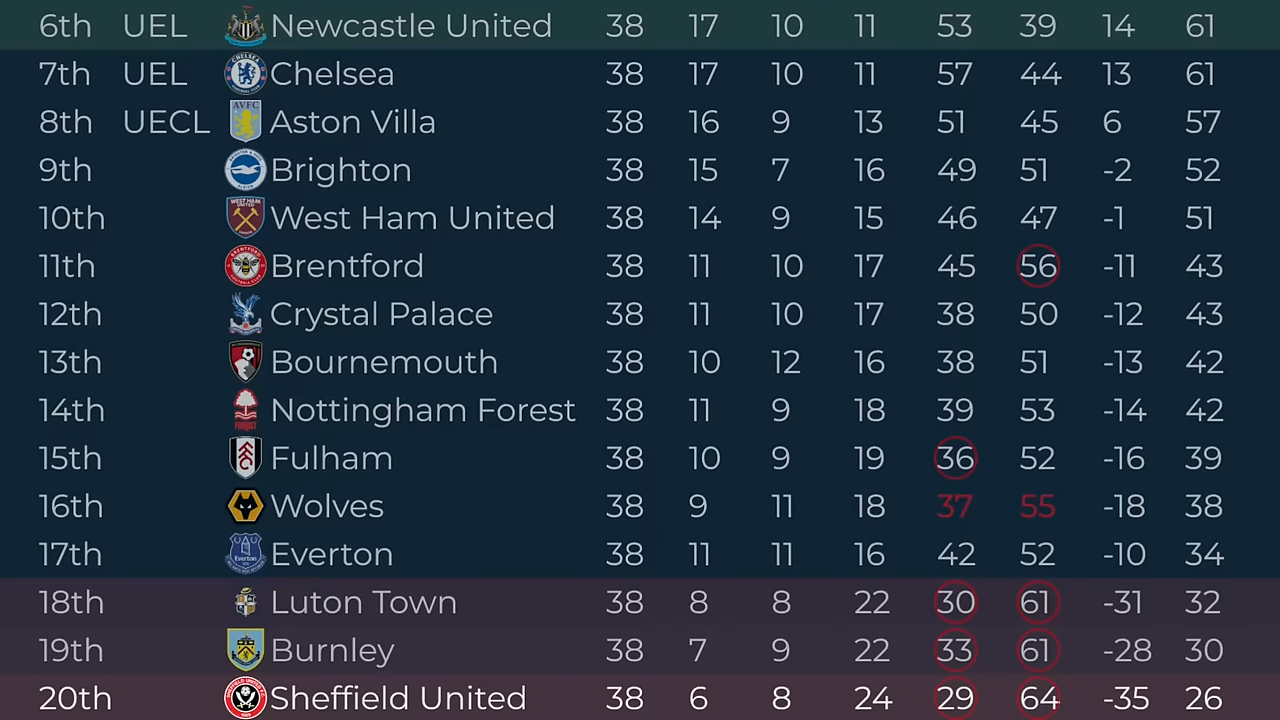 6th UEL Newcastle United 38 17 10 11 53 39 14 61
7th UEL Chelsea 38 17 10 11 57 44 13 61
8th UECL Aston Villa 38 16 9 13 51 45 6 57
9th Brighton 38 15 7 16 49 51 -2 52
10th West Ham United 38 14 9 15 46 47 -1 51
11th Brentford 38 11 10 17 45 56 -11 43
12th Crystal Palace 38 11 10 17 38 50 -12 43
13th Bournemouth 38 10 12 16 38 51 -13 42
14th Nottingham Forest 38 11 9 18 39 53 -14 42
15th Fulham 38 10 9 19 36 52 -16 39
16th Wolves 38 9 11 18 37 55 -18 38
17th Everton 38 11 11 16 42 52 -10 34
18th Luton Town 38 8 8 22 30 61 -31 32
19th Burnley 38 7 9 22 33 61 -28 30
20th Sheffield United 38 6 8 24 29 64 -35 26